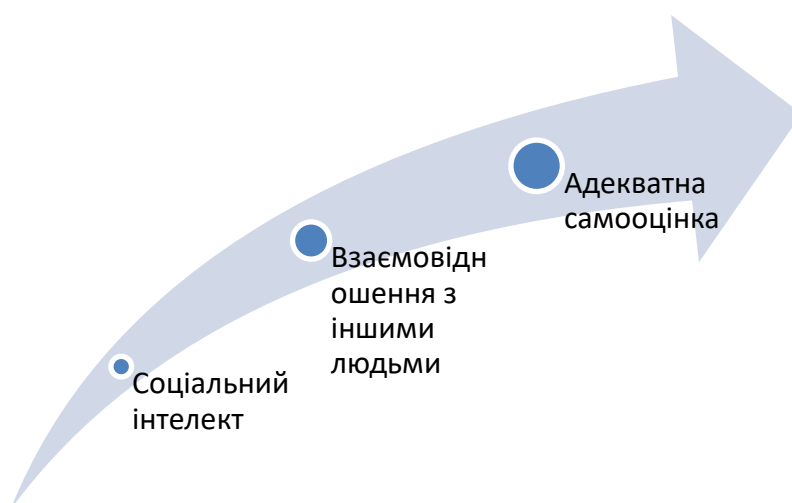 Адекватна
самооцінка
Взаємовідн
ошення з
іншими
людьми
Соціальний
інтелект